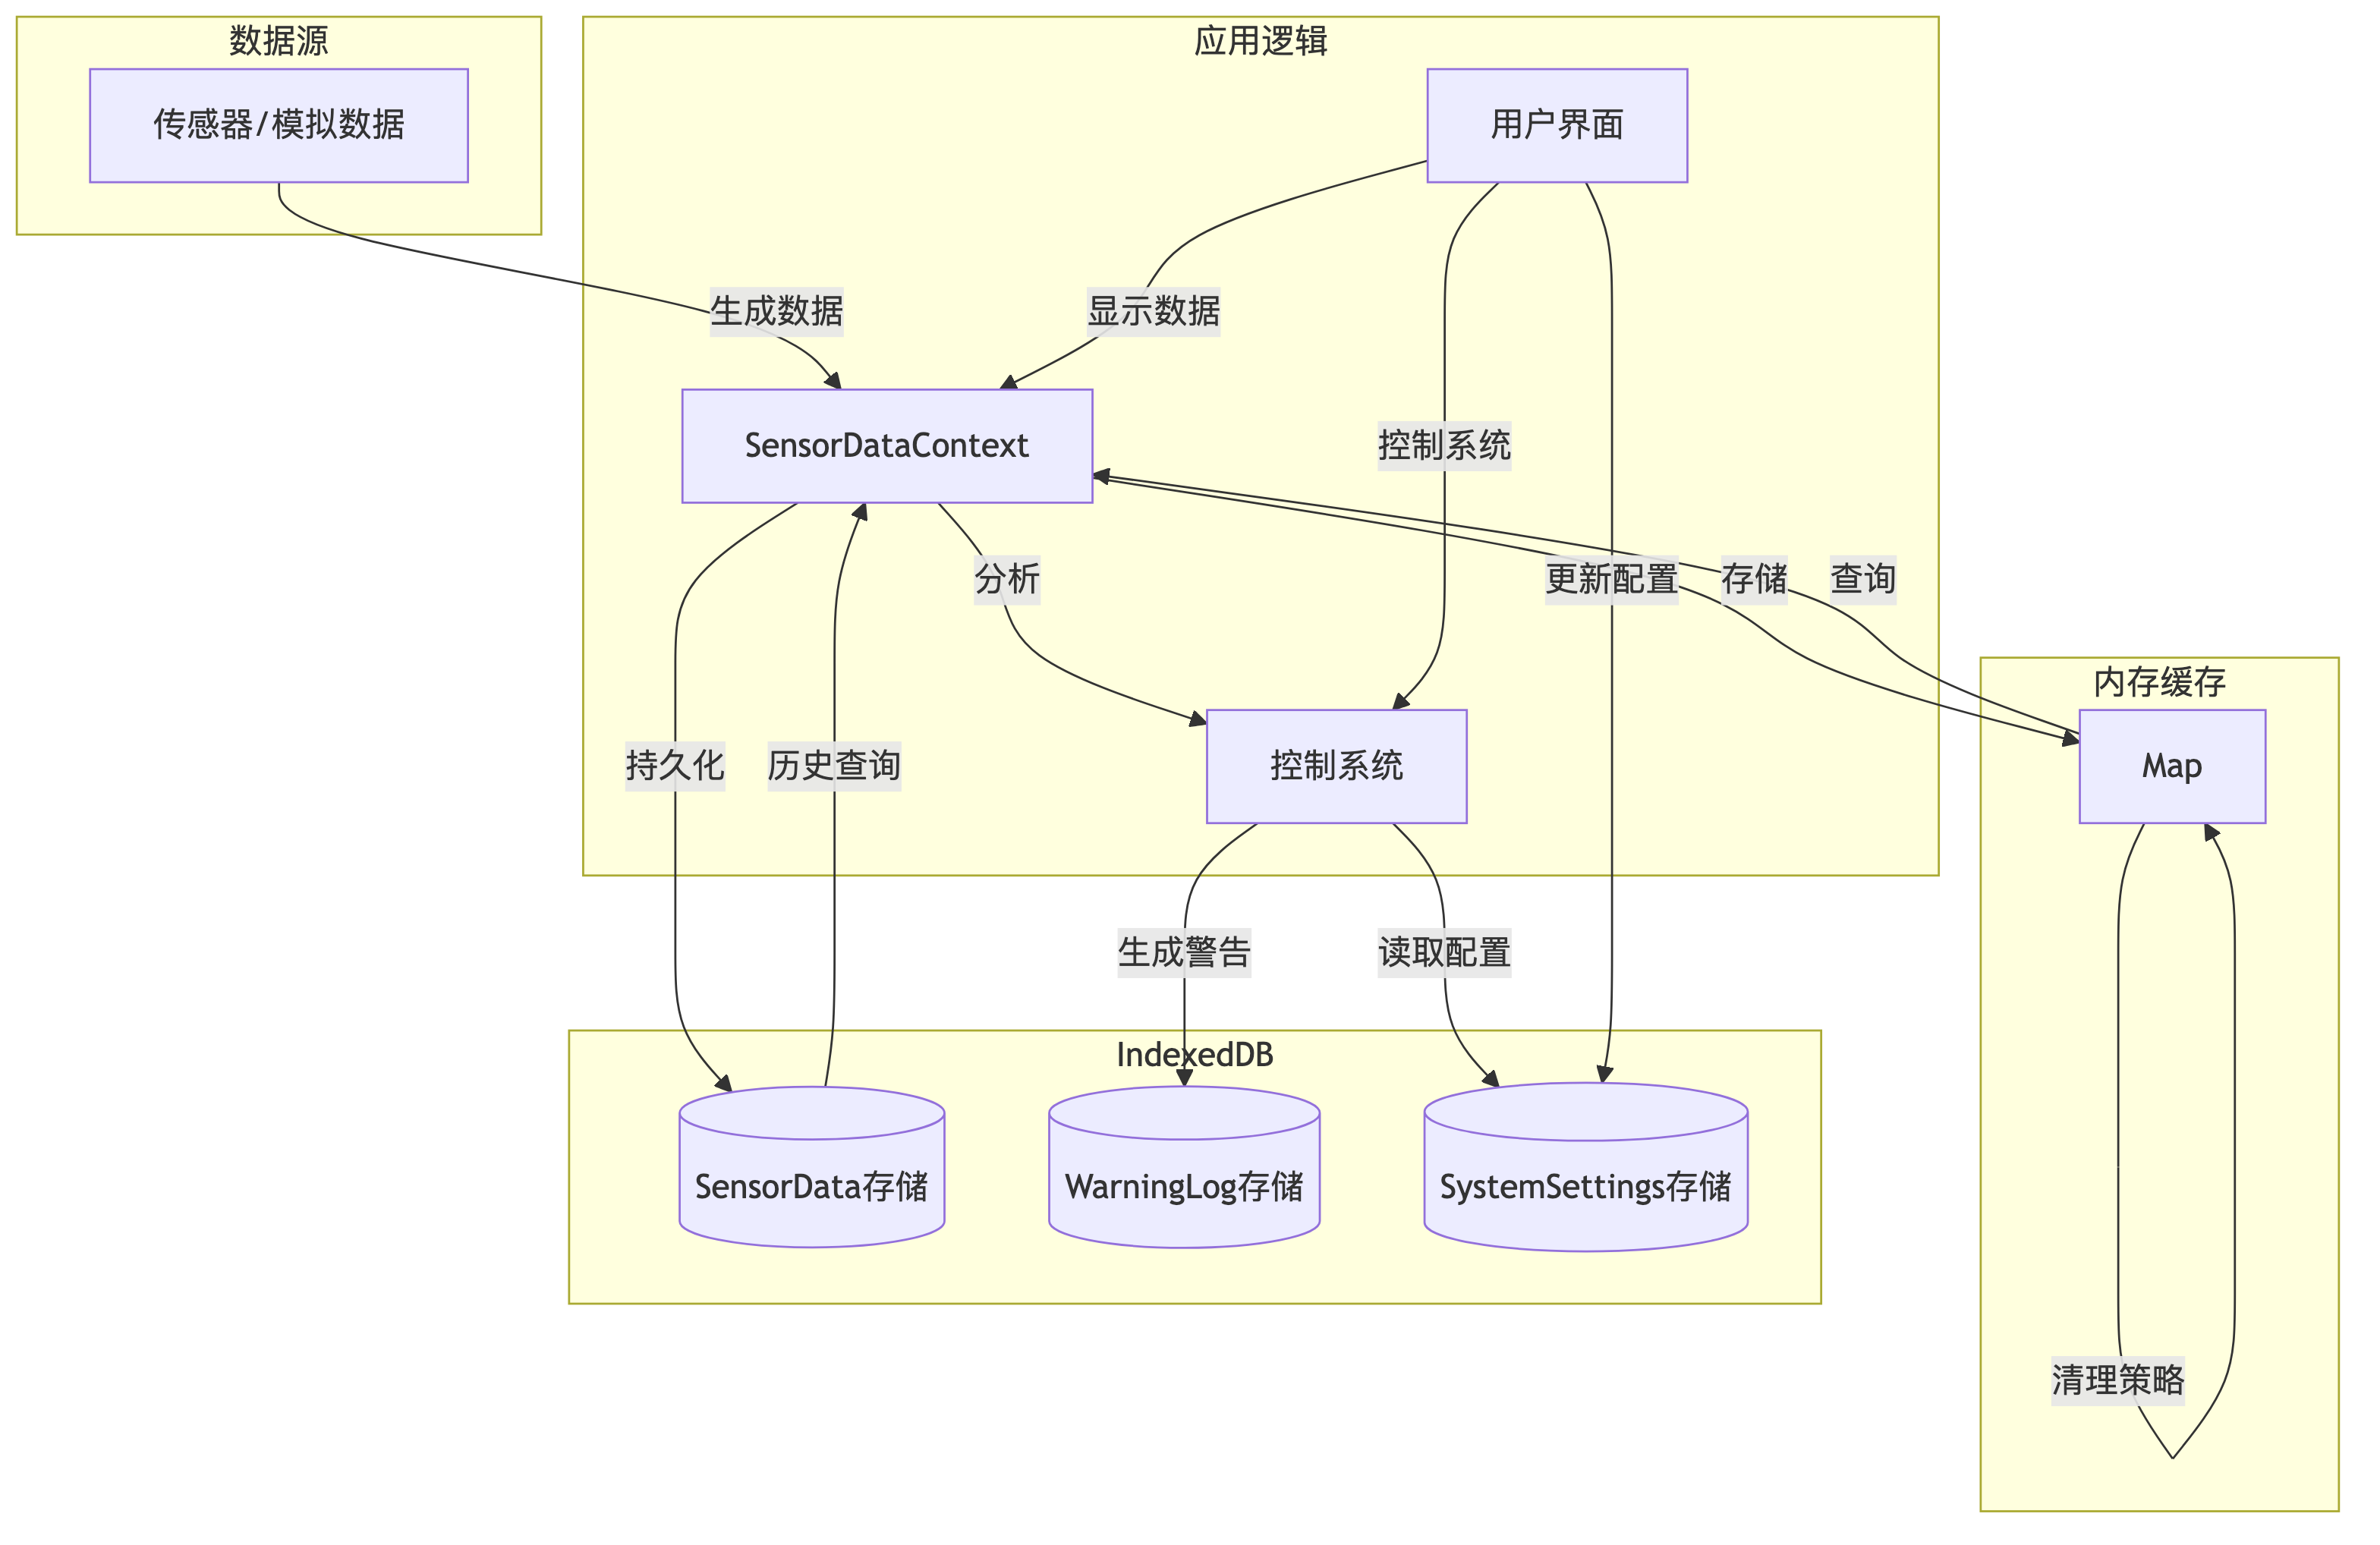 数据源
应用逻辑
传感器/模拟数据
用户界面
生成数据
显示数据
SensorDataContext
控制系统
分析
更新配置
存储
查询
内存缓存
持久化
历史查询
控制系统
Map
生成警告
读取配置
IndexedDB
SensorData存储
WarningLog存储
SystemSettings存储
清理策略